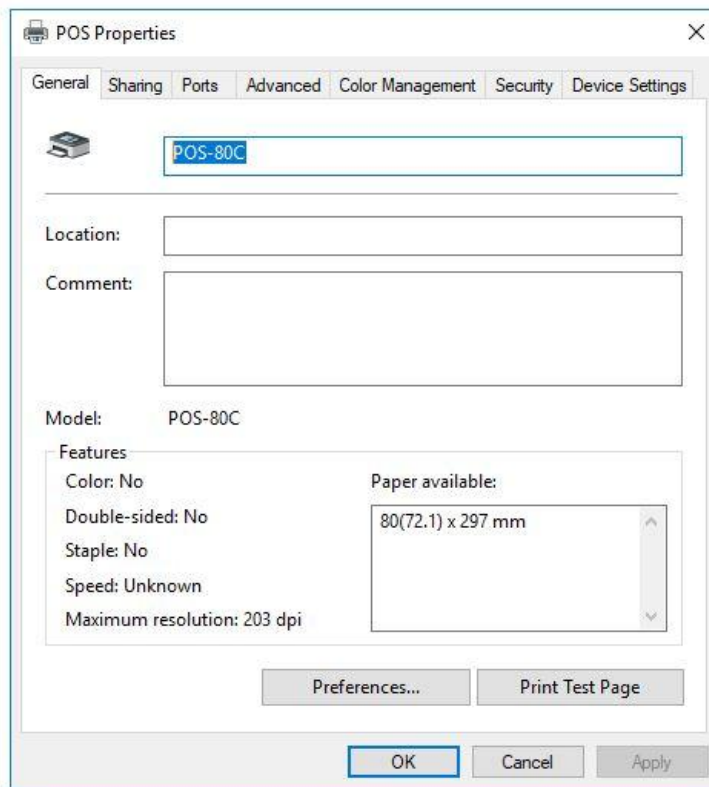 POS Properties
General Sharing Ports Advanced Color Management Security Device Settings
POS-80C
Location:
Comment:
Model: POS-80C
Features
Color: No
Double-sided: No
Staple: No
Speed: Unknown
Maximum resolution: 203 dpi
Paper available:
80(72.1) x 297 mm
Preferences... Print Test Page
OK Cancel Apply